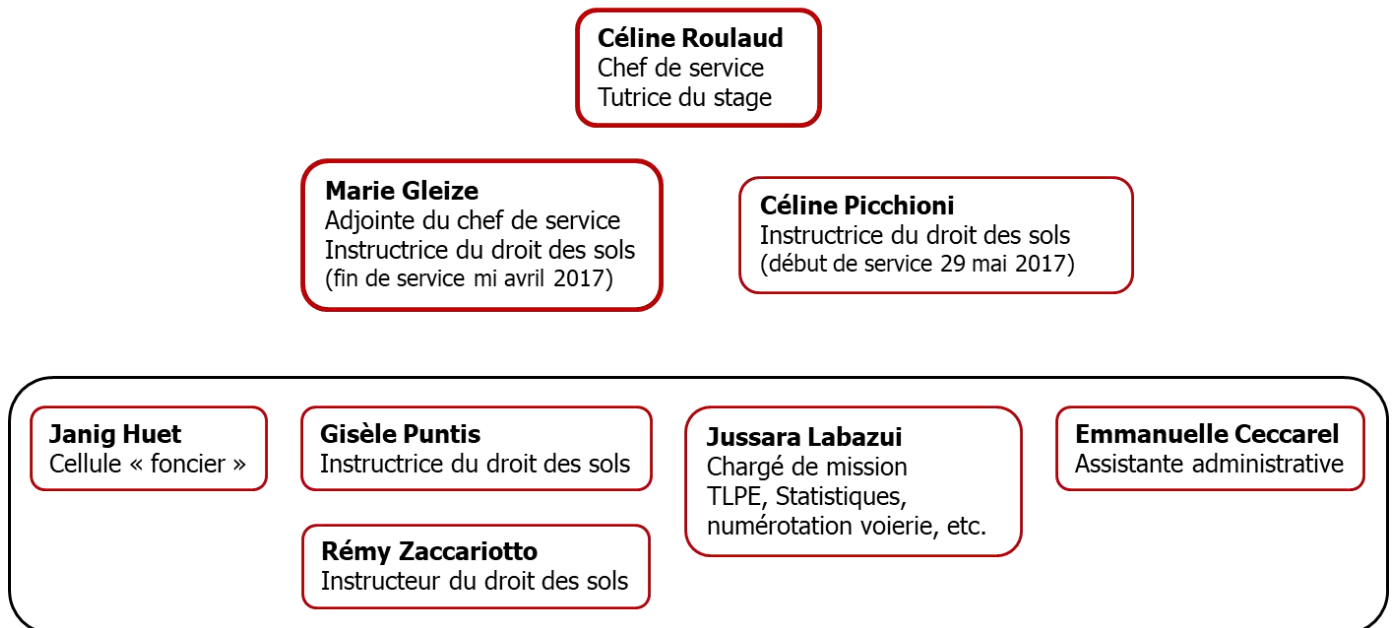 Céline Roulaud
Chef de service
Tutrice du stage
Marie Gleize
Adjointe du chef de service
Instructrice du droit des sols
(fin de service mi avril 2017)
Céline Picchioni
Instructrice du droit des sols
(début de service 29 mai 2017)
Janig Huet
Cellule « foncier »
Gisèle Puntis
Instructrice du droit des sols
Rémy Zaccariotto
Instructeur du droit des sols
Jussara Labazui
Chargé de mission
TLPE, Statistiques,
numérotation voierie, etc.
Emmanuelle Ceccarel
Assistante administrative